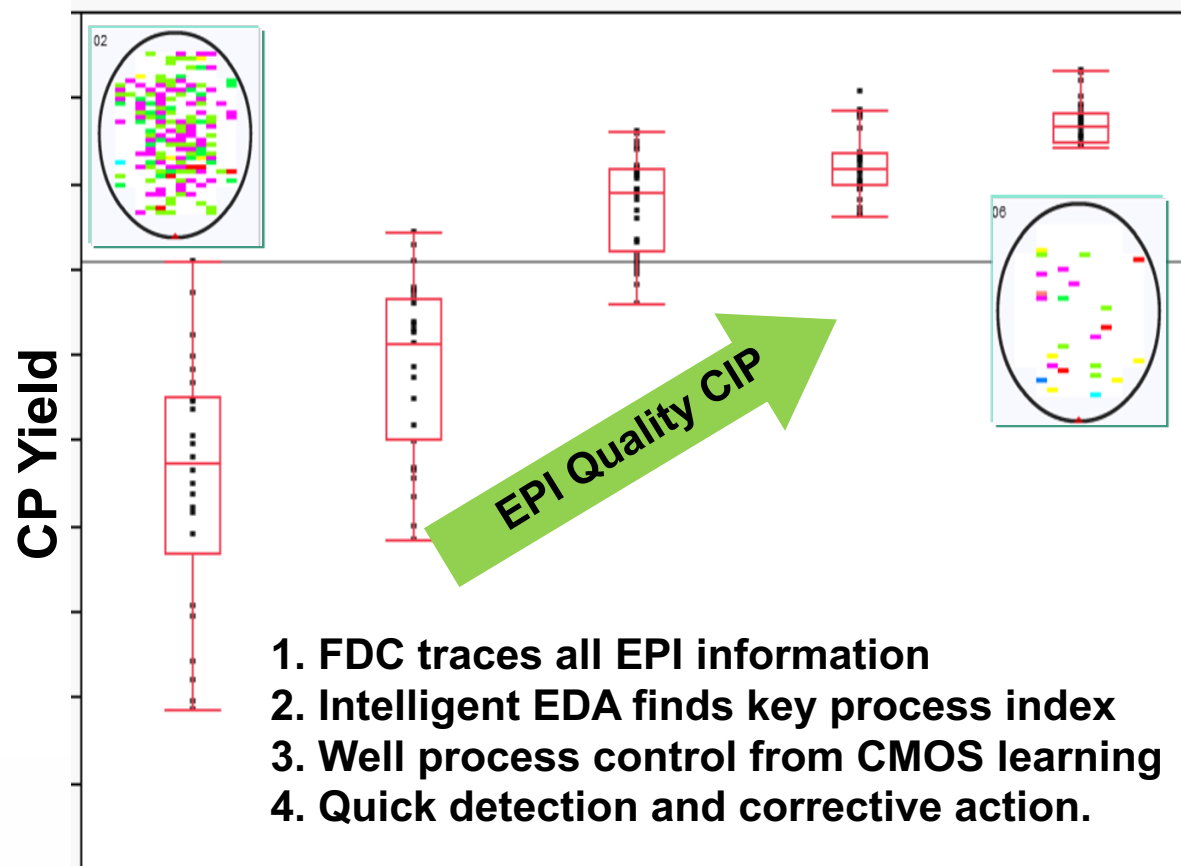 02
06
CP Yield
EPI Quality CIP
1. FDC traces all EPI information
2. Intelligent EDA finds key process index
3. Well process control from CMOS learning
4. Quick detection and corrective action.